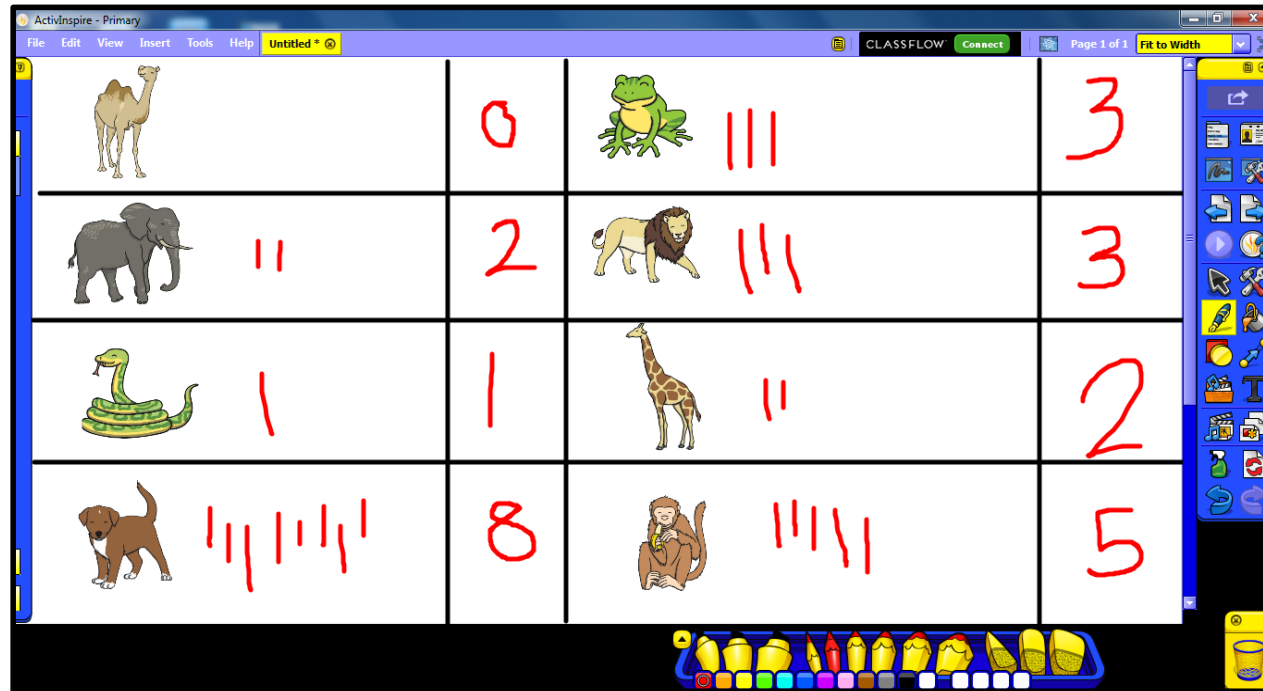 ActivInspire - Primary
File Edit View Insert Tools Help Untitled * CLASSFLOW Connect Page 1 of 1 Fit to Width
0 3
2 3
1 2
8 5